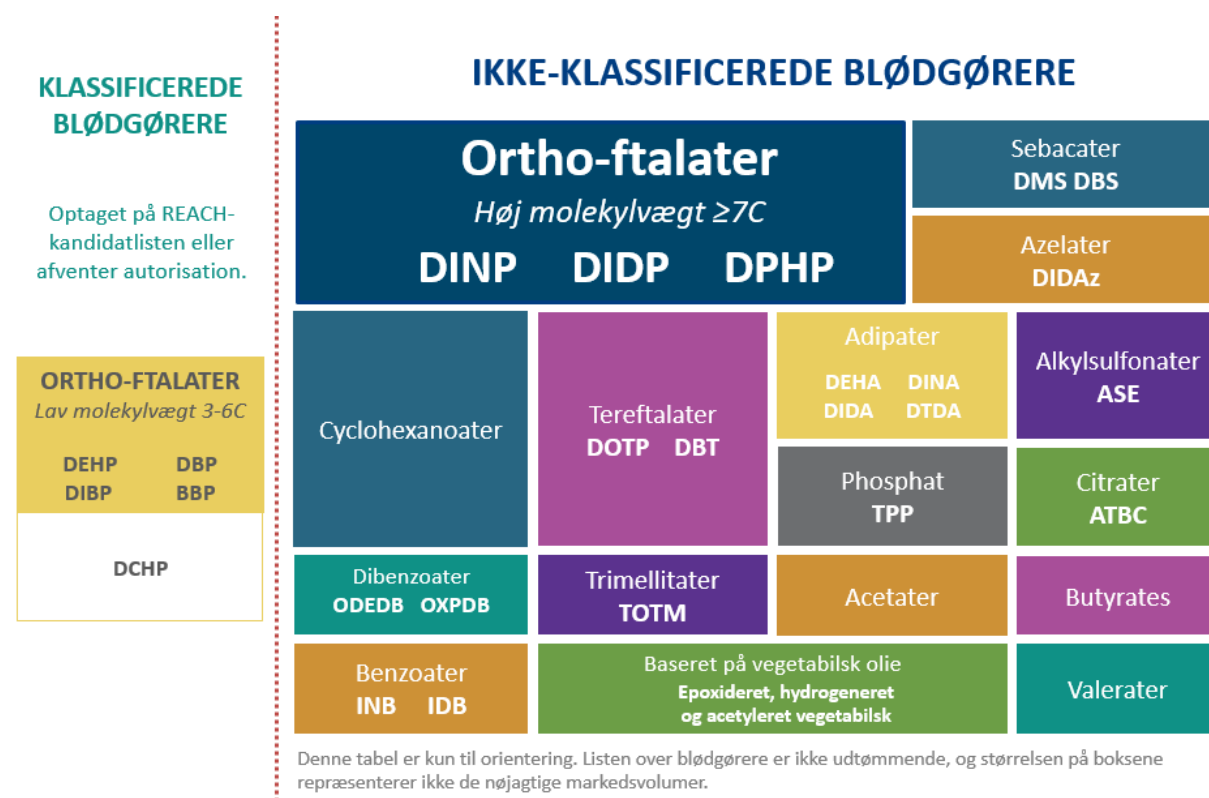 KLASSIFICEREDE
BLØDGØRERE
Optaget på REACH-
kandidatlisten eller
afventer autorisation.
ORTHO-FTALATER
Lav molekylvægt 3-6C
DEHP DBP
DIBP BBP
DCHP
IKKE-KLASSIFICEREDE BLØDGØRERE
Ortho-ftalater
Høj molekylvægt ≥7C
DINP DIDP DPHP
Sebacater
DMS DBS
Azelater
DIDAz
Cyclohexanoater
Tereftalater
DOTP DBT
Adipater
DEHA DINA
DIDA DTDA
Alkylsulfonater
ASE
Phosphat
TPP
Citrater
ATBC
Dibenzoater
ODEDB OXPDB
Trimellitater
TOTM
Acetater
Butyrates
Benzoater
INB IDB
Baseret på vegetabilsk olie
Epoxideret, hydrogeneret
og acetyleret vegetabilsk
Valerater
Denne tabel er kun til orientering. Listen over blødgørere er ikke udtømmende, og størrelsen på boksene
repræsenterer ikke de nøjagtige markedsvolumer.